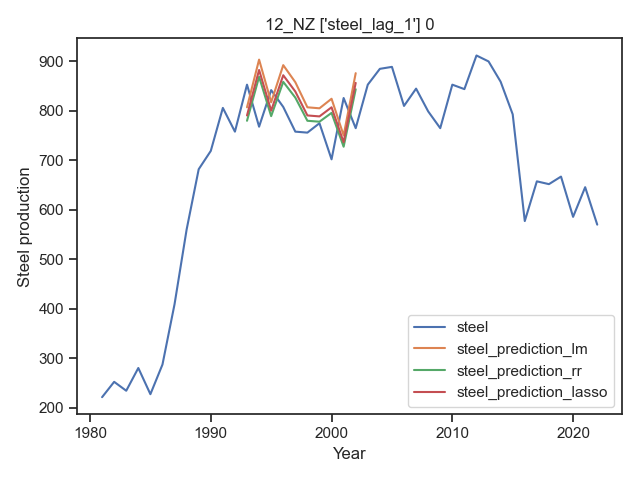 12_NZ ['steel_lag_1'] 0
Steel production
900
800
700
600
500
400
300
200
1980
1990
2000
2010
2020
Year
steel
steel_prediction_lm
steel_prediction_rr
steel_prediction_lasso